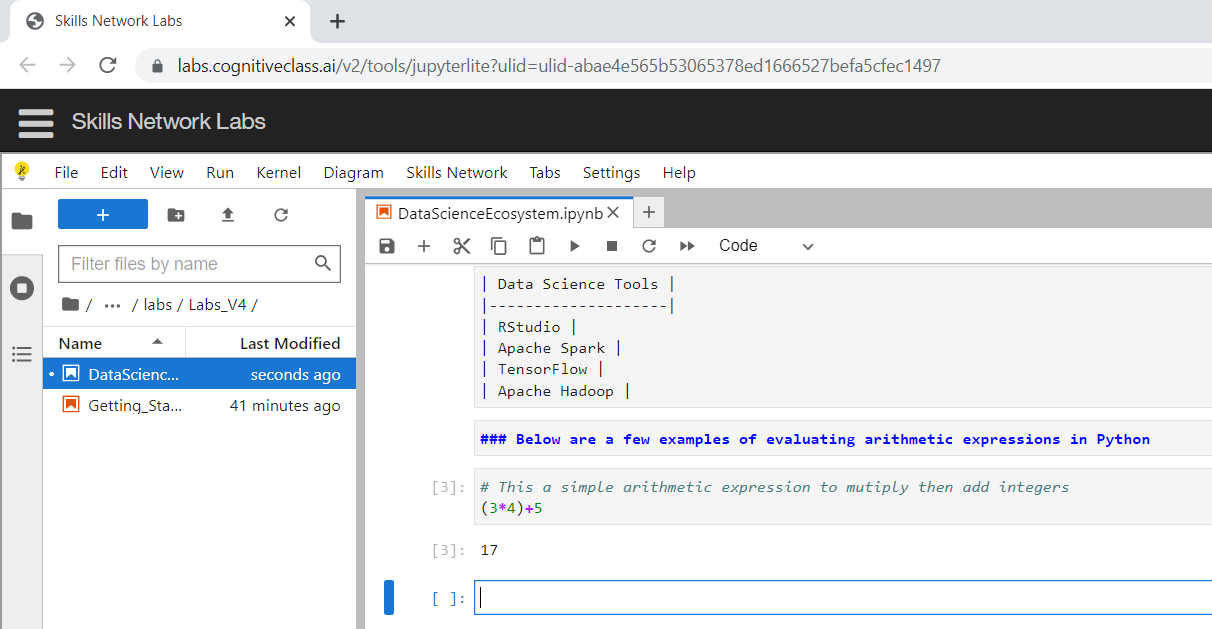 Skills Network Labs
labs.cognitiveclass.ai/v2/tools/jupyterlite?ulid=ulid-abae4e565b53065378ed1666527befa5cfec1497
Skills Network Labs
File Edit View Run Kernel Diagram Skills Network Tabs Settings Help
+
Filter files by name
/ ··· / labs / Labs_V4 /
Name Last Modified
DataScienc... seconds ago
Getting_Sta... 41 minutes ago
DataScienceEcosystem.ipynb
Code
| Data Science Tools |
|--------------------|
| RStudio |
| Apache Spark |
| TensorFlow |
| Apache Hadoop |
### Below are a few examples of evaluating arithmetic expressions in Python
[3]: # This a simple arithmetic expression to mutiply then add integers
(3*4)+5
[3]: 17
[ ]: